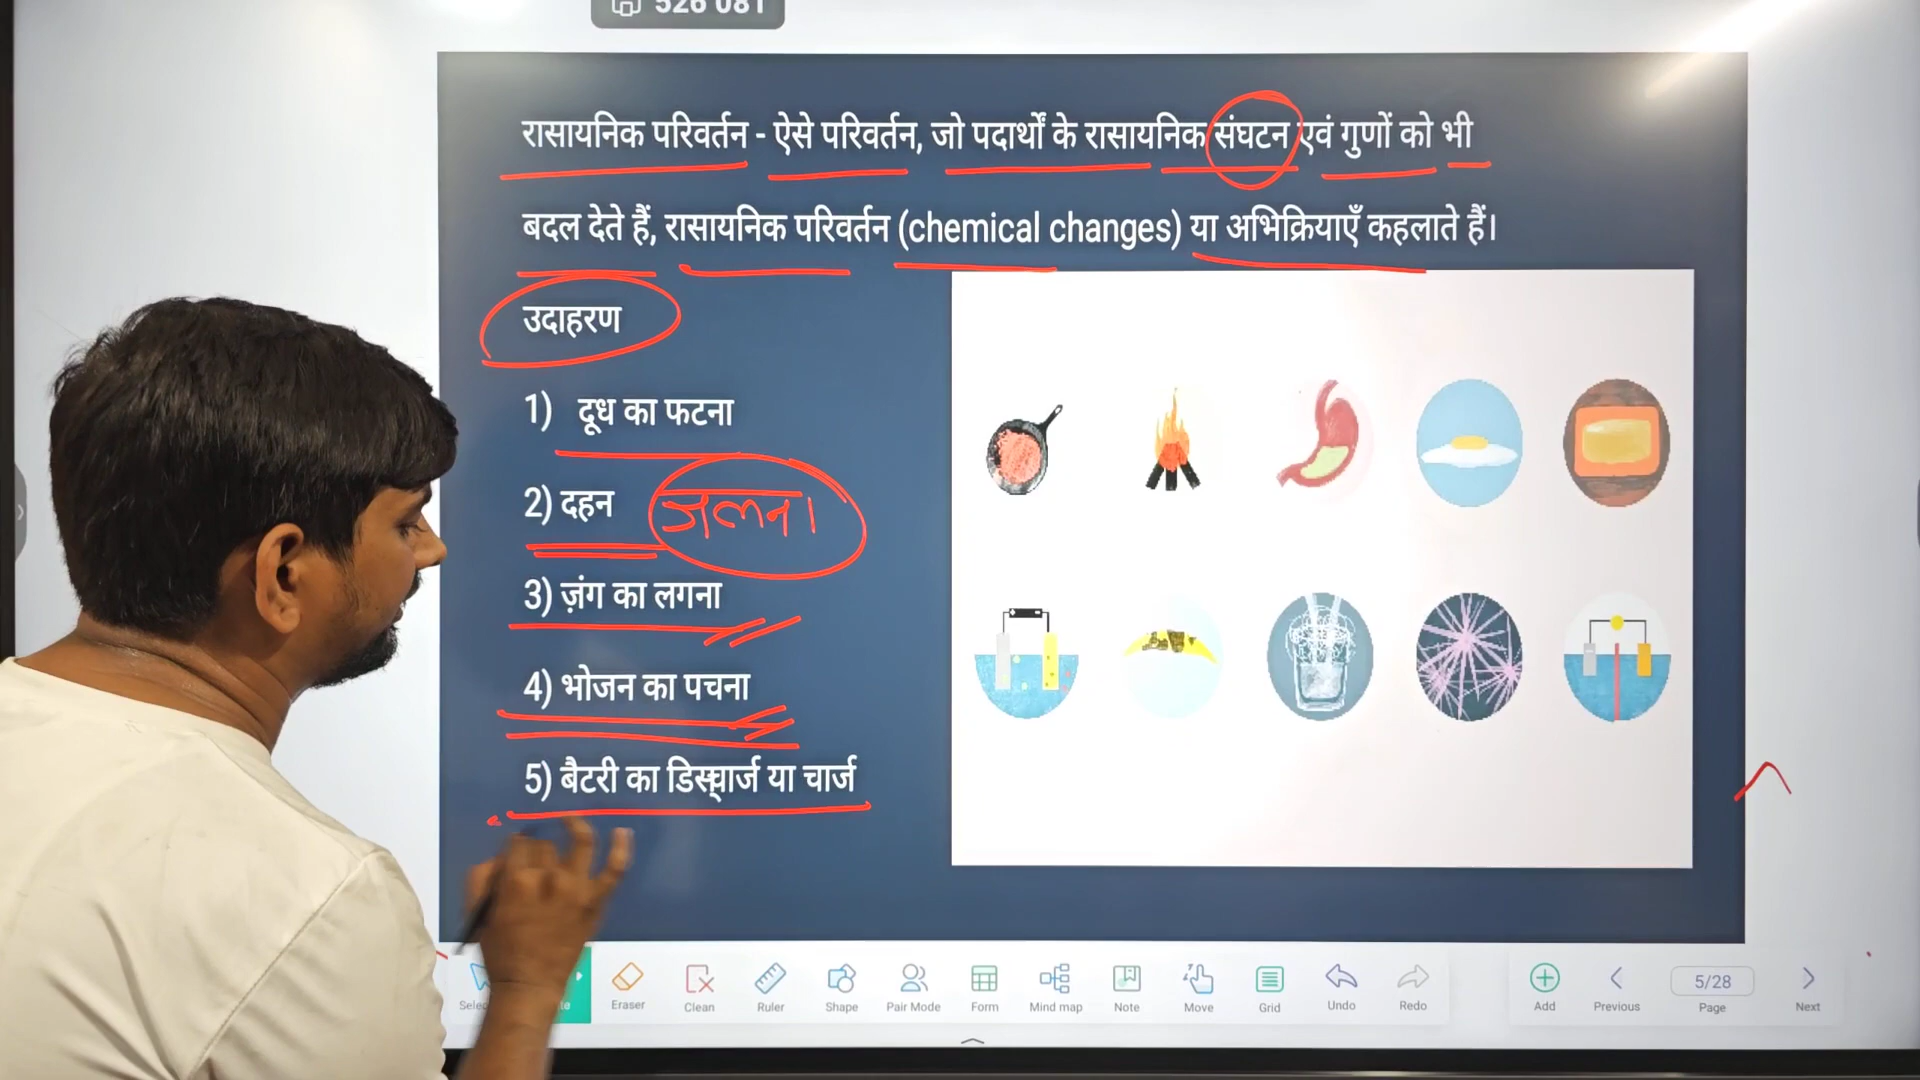 526 081
रासायनिक परिवर्तन - ऐसे परिवर्तन, जो पदार्थों के रासायनिक संघटन एवं गुणों को भी
बदल देते हैं, रासायनिक परिवर्तन (chemical changes) या अभिक्रियाएँ कहलाते हैं।
उदाहरण
1) दूध का फटना
2) दहन जलन।
3) ज़ंग का लगना
4) भोजन का पचना
5) बैटरी का डिस्चार्ज या चार्ज
Eraser Clean Ruler Shape Pair Mode Form Mind map Note Move Grid Undo Redo Add Previous 5/28 Page Next